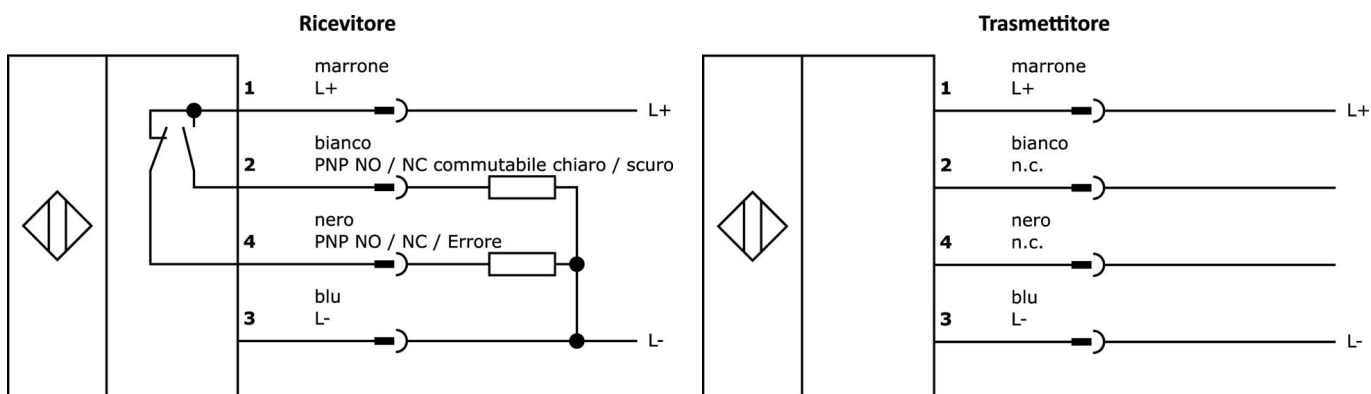 Ricevitore
marrone
1 L+
L+
bianco
2 PNP NO / NC commutabile chiaro / scuro
nero
4 PNP NO / NC / Errore
blu
3 L-
L-
Trasmettitore
marrone
1 L+
L+
bianco
2 n.c.
nero
4 n.c.
blu
3 L-
L-